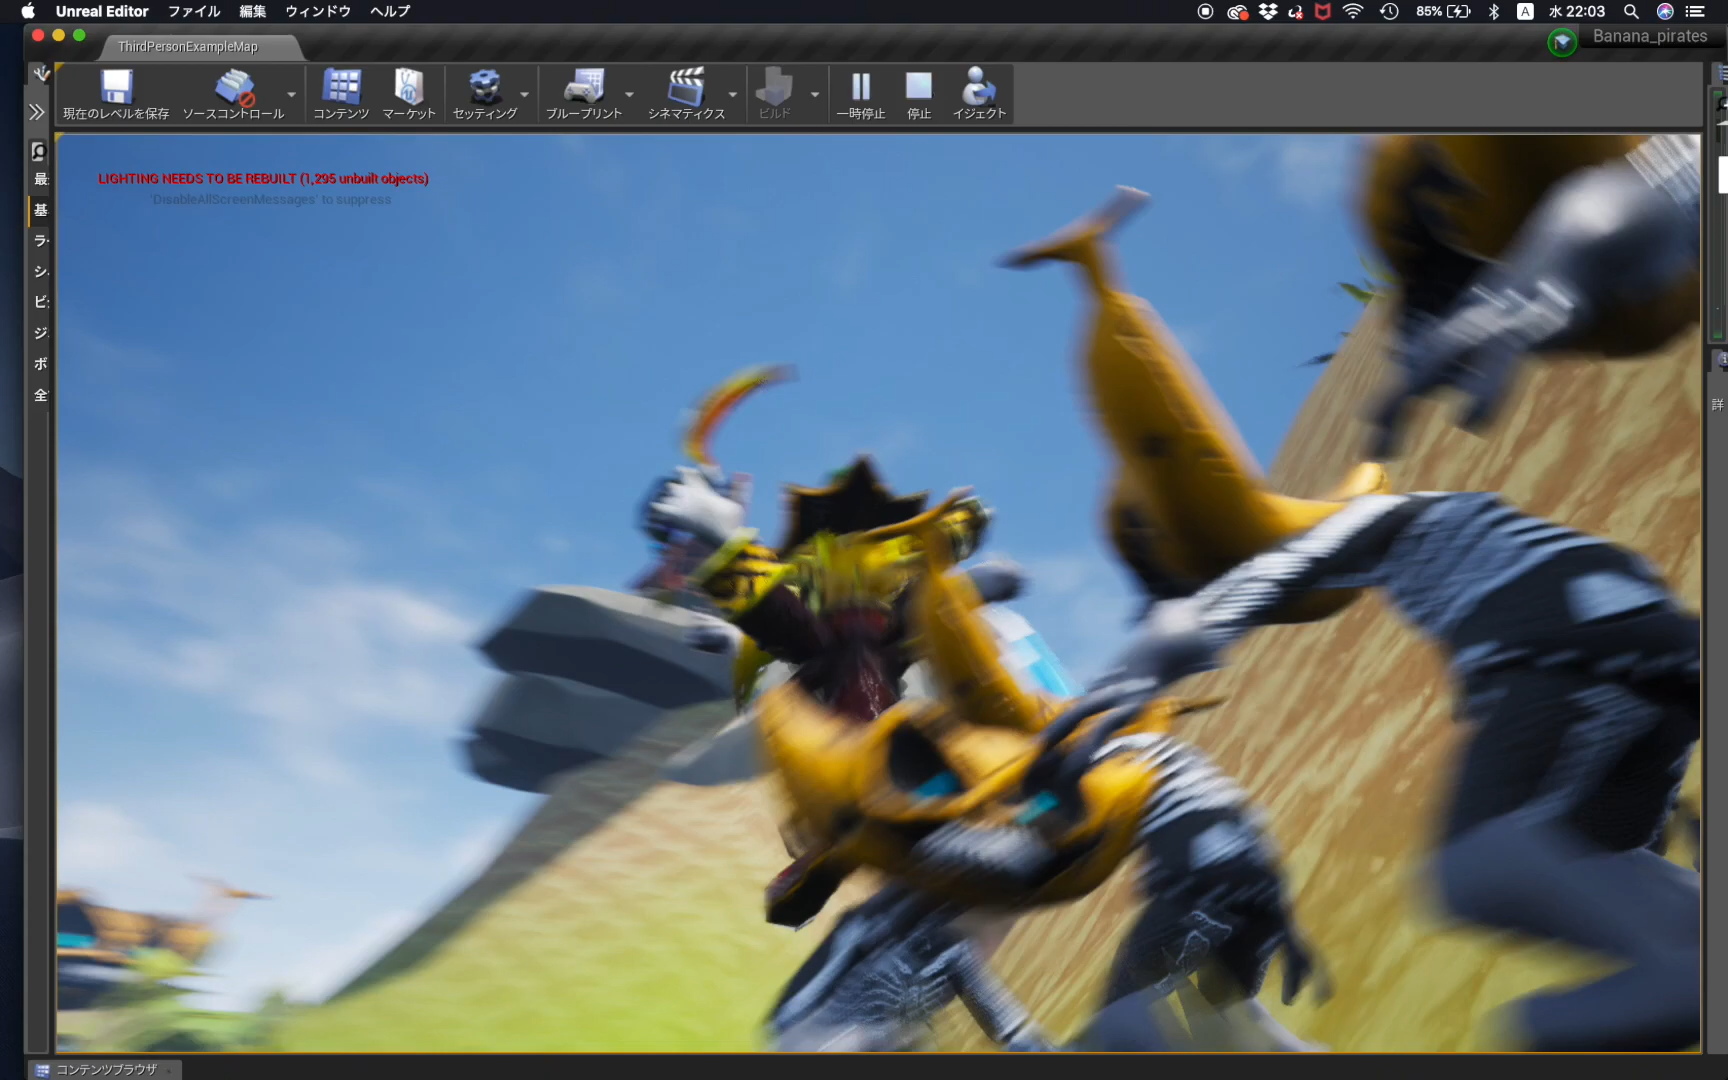 Unreal Editor ファイル 編集 ウィンドウ ヘルプ 85% A 水 22:03
ThirdPersonExampleMap Banana_pirates
現在のレベルを保存 ソースコントロール コンテンツ マーケット セッティング ブループリント シネマティクス ビルド 一時停止 停止 イジェクト
LIGHTING NEEDS TO BE REBUILT (1,295 unbuilt objects)
'DisableAllScreenMessages' to suppress
最
基
ラ
シ
ビ
ジ
ボ
全
詳
コンテンツブラウザ